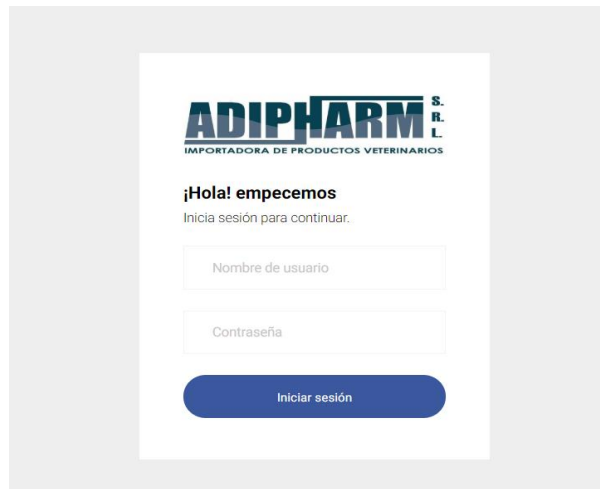 ADIPHARM S.R.L.
IMPORTADORA DE PRODUCTOS VETERINARIOS
¡Hola! empecemos
Inicia sesión para continuar.
Nombre de usuario
Contraseña
Iniciar sesión